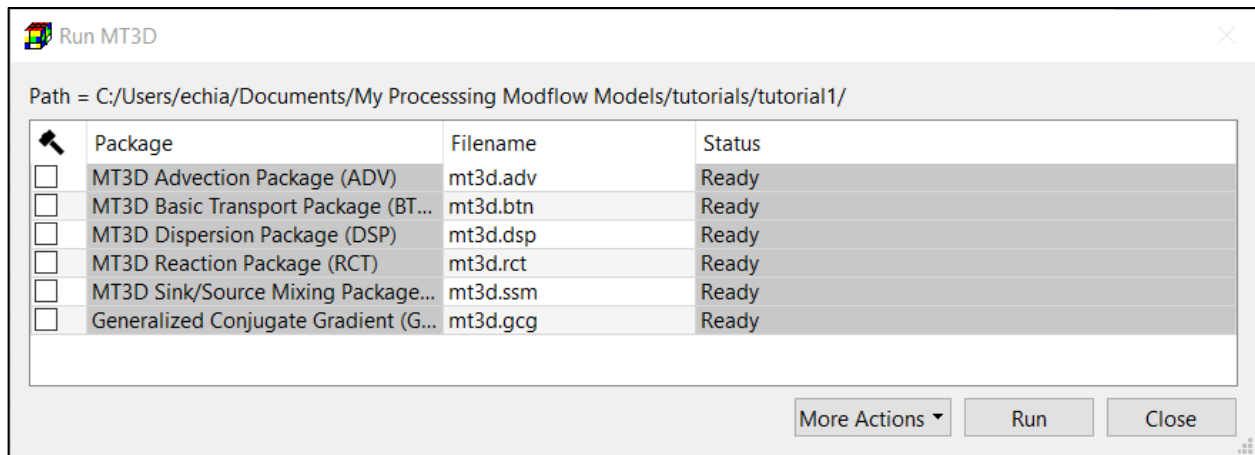 Run MT3D
Path = C:/Users/echia/Documents/My Processsing Modflow Models/tutorials/tutorial1/
Package Filename Status
MT3D Advection Package (ADV) mt3d.adv Ready
MT3D Basic Transport Package (BT... mt3d.btn Ready
MT3D Dispersion Package (DSP) mt3d.dsp Ready
MT3D Reaction Package (RCT) mt3d.rct Ready
MT3D Sink/Source Mixing Package... mt3d.ssm Ready
Generalized Conjugate Gradient (G... mt3d.gcg Ready
More Actions Run Close